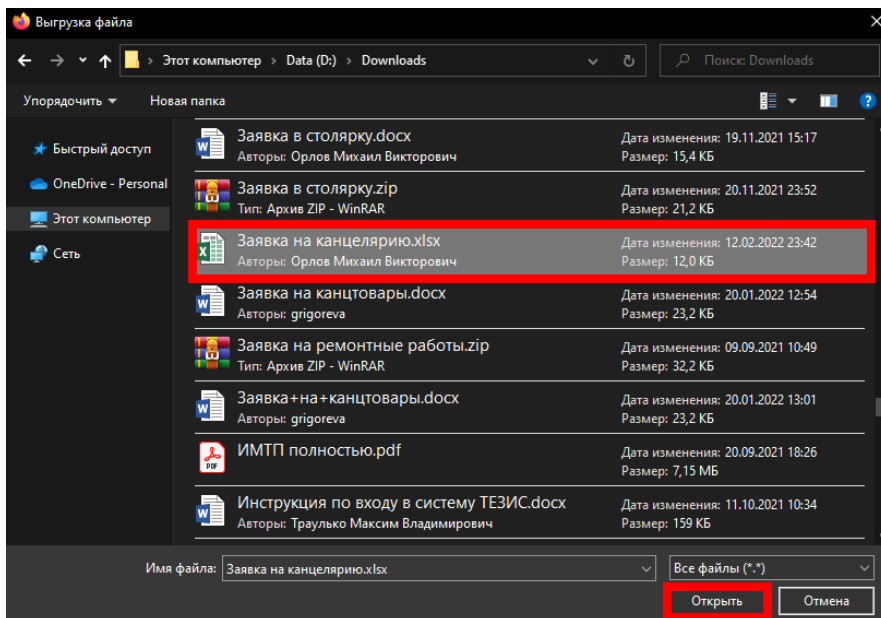 Выгрузка файла
Этот компьютер > Data (D:) > Downloads
Поиск: Downloads
Упорядочить
Новая папка
Быстрый доступ
OneDrive - Personal
Этот компьютер
Сеть
Заявка в столярку.docx
Авторы: Орлов Михаил Викторович
Дата изменения: 19.11.2021 15:17
Размер: 15,4 КБ
Заявка в столярку.zip
Тип: Архив ZIP - WinRAR
Дата изменения: 20.11.2021 23:52
Размер: 21,2 КБ
Заявка на канцелярию.xlsx
Авторы: Орлов Михаил Викторович
Дата изменения: 12.02.2022 23:42
Размер: 12,0 КБ
Заявка на канцтовары.docx
Авторы: grigoreva
Дата изменения: 20.01.2022 12:54
Размер: 23,2 КБ
Заявка на ремонтные работы.zip
Тип: Архив ZIP - WinRAR
Дата изменения: 09.09.2021 10:49
Размер: 32,2 КБ
Заявка+на+канцтовары.docx
Авторы: grigoreva
Дата изменения: 20.01.2022 13:01
Размер: 23,2 КБ
PDF
ИМТП полностью.pdf
Дата изменения: 20.09.2021 18:26
Размер: 7,15 МБ
Инструкция по входу в систему ТЕЗИС.docx
Авторы: Траулько Максим Владимирович
Дата изменения: 11.10.2021 10:34
Размер: 159 КБ
Имя файла: Заявка на канцелярию.xlsx
Все файлы (*.*)
Открыть
Отмена